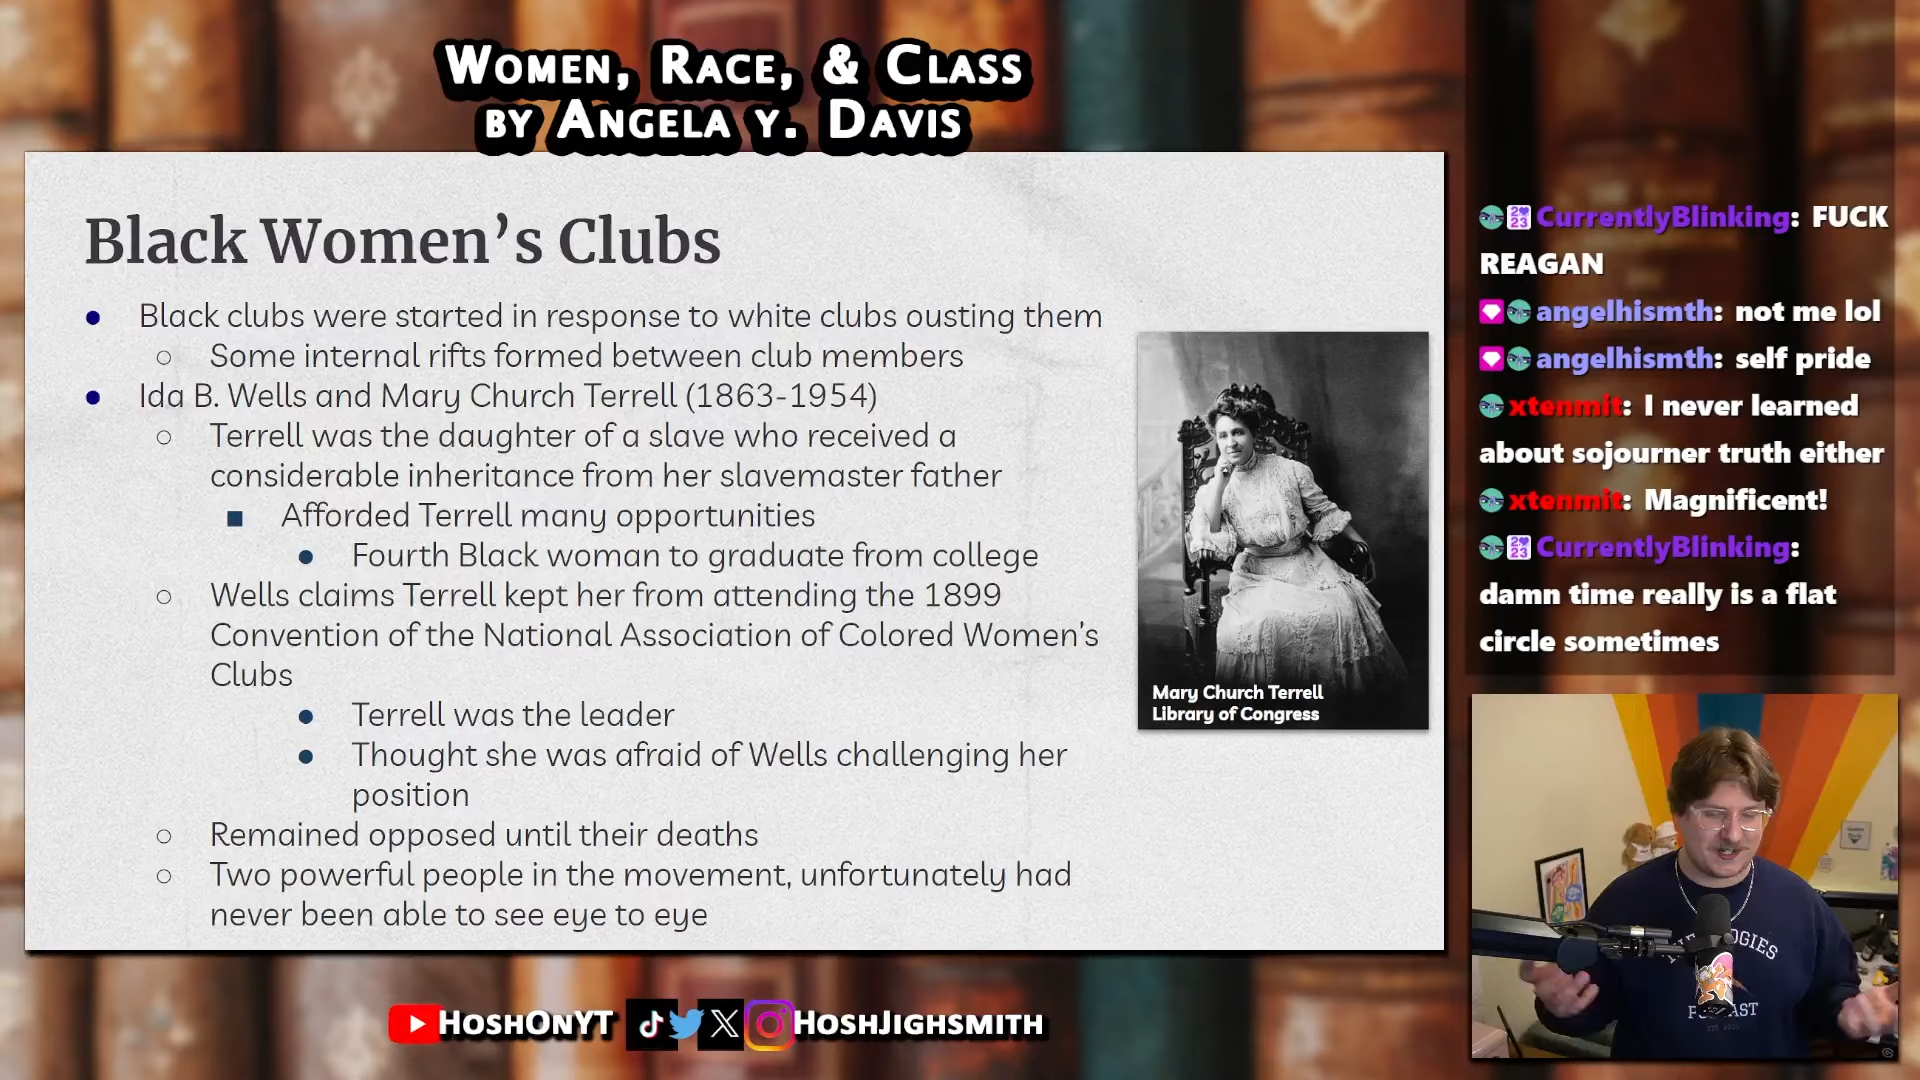 Women, Race, & Class
by Angela Y. Davis
Black Women's Clubs
● Black clubs were started in response to white clubs ousting them
○ Some internal rifts formed between club members
● Ida B. Wells and Mary Church Terrell (1863-1954)
○ Terrell was the daughter of a slave who received a
considerable inheritance from her slavemaster father
■ Afforded Terrell many opportunities
● Fourth Black woman to graduate from college
○ Wells claims Terrell kept her from attending the 1899
Convention of the National Association of Colored Women's
Clubs
● Terrell was the leader
● Thought she was afraid of Wells challenging her
position
○ Remained opposed until their deaths
○ Two powerful people in the movement, unfortunately had
never been able to see eye to eye
Mary Church Terrell
Library of Congress
CurrentlyBlinking: FUCK
REAGAN
angelhismth: not me lol
angelhismth: self pride
xtenmit: I never learned
about sojourner truth either
xtenmit: Magnificent!
CurrentlyBlinking:
damn time really is a flat
circle sometimes
HoshOnYT HoshJighsmith